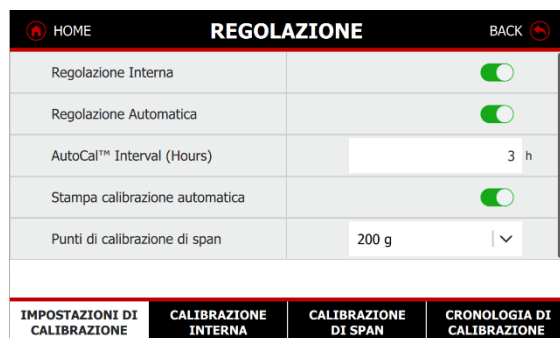 HOME REGOLAZIONE BACK
Regolazione Interna
Regolazione Automatica
AutoCal™ Interval (Hours) 3 h
Stampa calibrazione automatica
Punti di calibrazione di span 200 g
IMPOSTAZIONI DI CALIBRAZIONE DI CALIBRAZIONE CRONOLOGIA DI
CALIBRAZIONE INTERNA DI SPAN CALIBRAZIONE